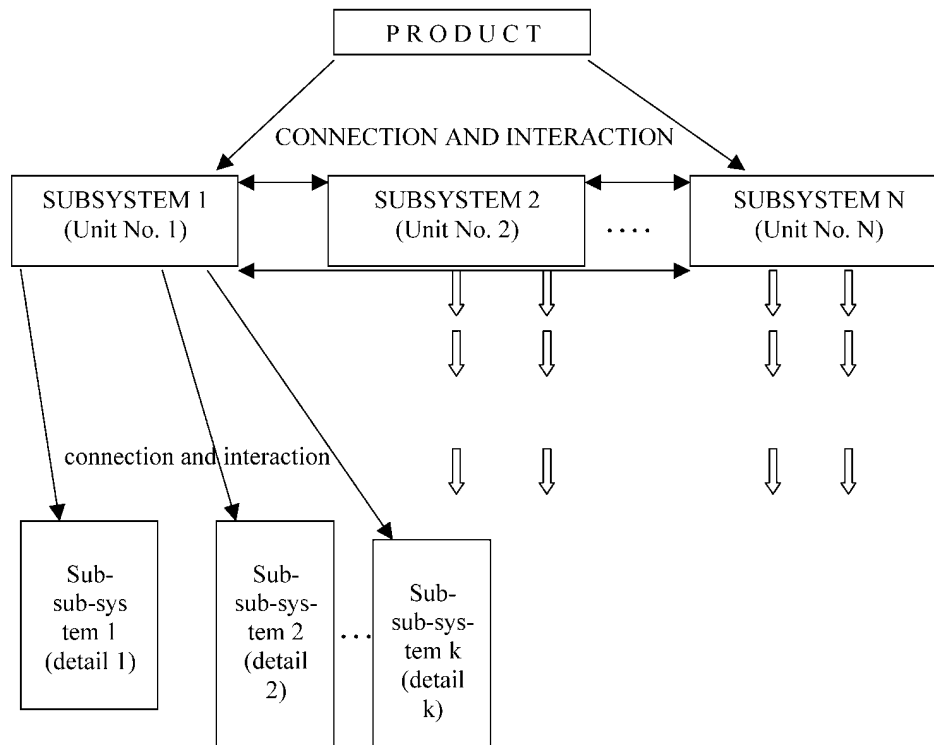 P R O D U C T
CONNECTION AND INTERACTION
SUBSYSTEM 1
(Unit No. 1)
SUBSYSTEM 2
(Unit No. 2)
....
SUBSYSTEM N
(Unit No. N)
connection and interaction
Sub-
sub-sys
tem 1
(detail 1)
Sub-
sub-sys-
tem 2
(detail
2)
...
Sub-
sub-sys-
tem k
(detail
k)